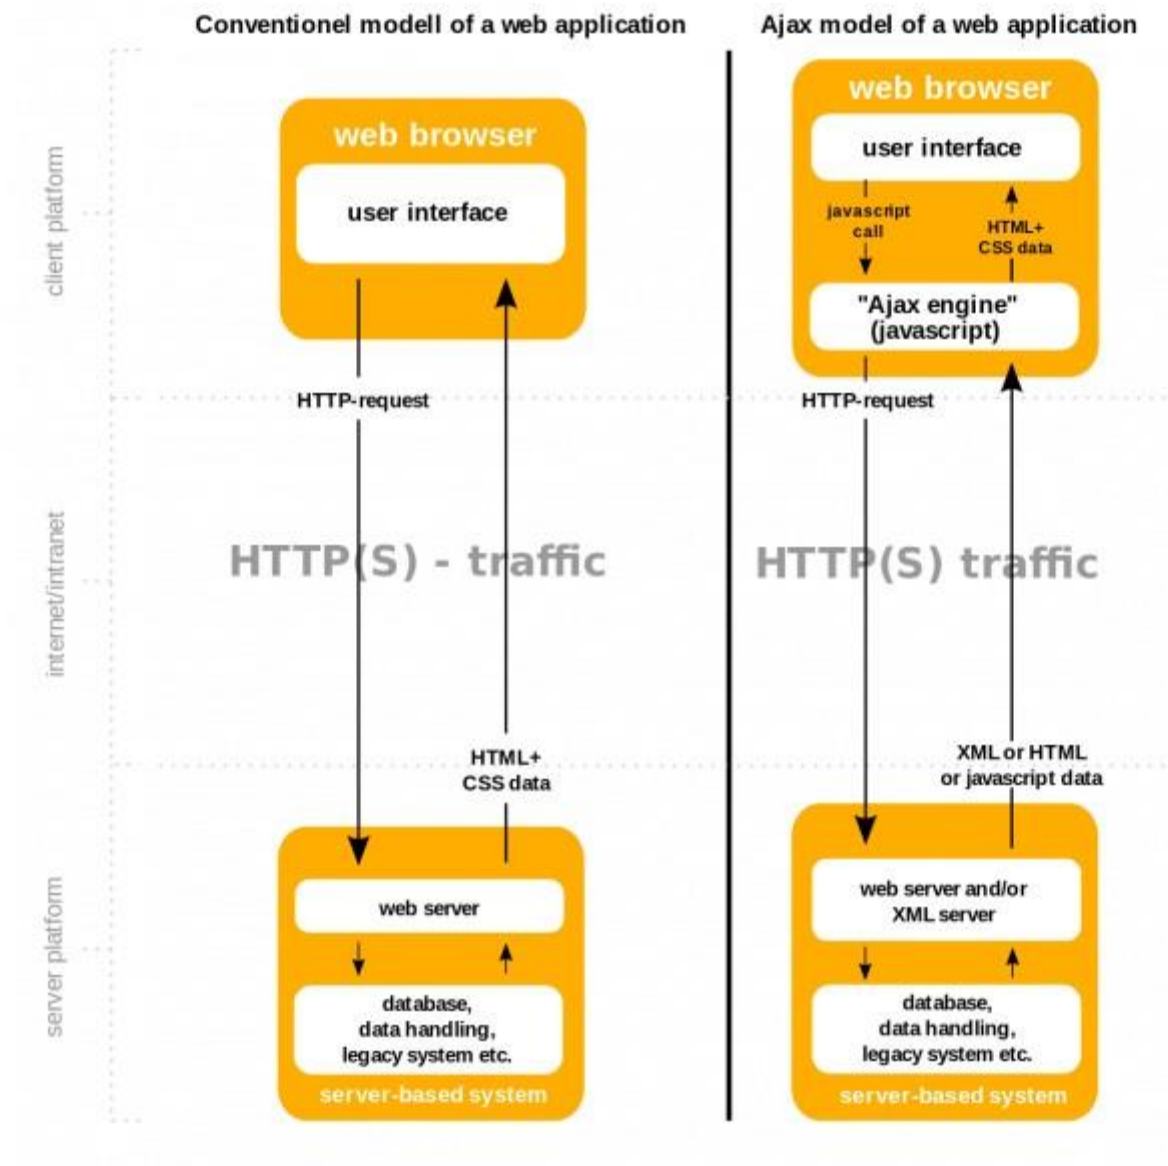 Conventionel modell of a web application
web browser
user interface
HTTP-request
HTTP(S) - traffic
HTML+
CSS data
web server
database,
data handling,
legacy system etc.
server-based system
Ajax model of a web application
web browser
user interface
javascript
call
HTML+
CSS data
"Ajax engine"
(javascript)
HTTP-request
HTTP(S) traffic
XML or HTML
or javascript data
web server and/or
XML server
database,
data handling,
legacy system etc.
server-based system
client platform
internet/intranet
server platform